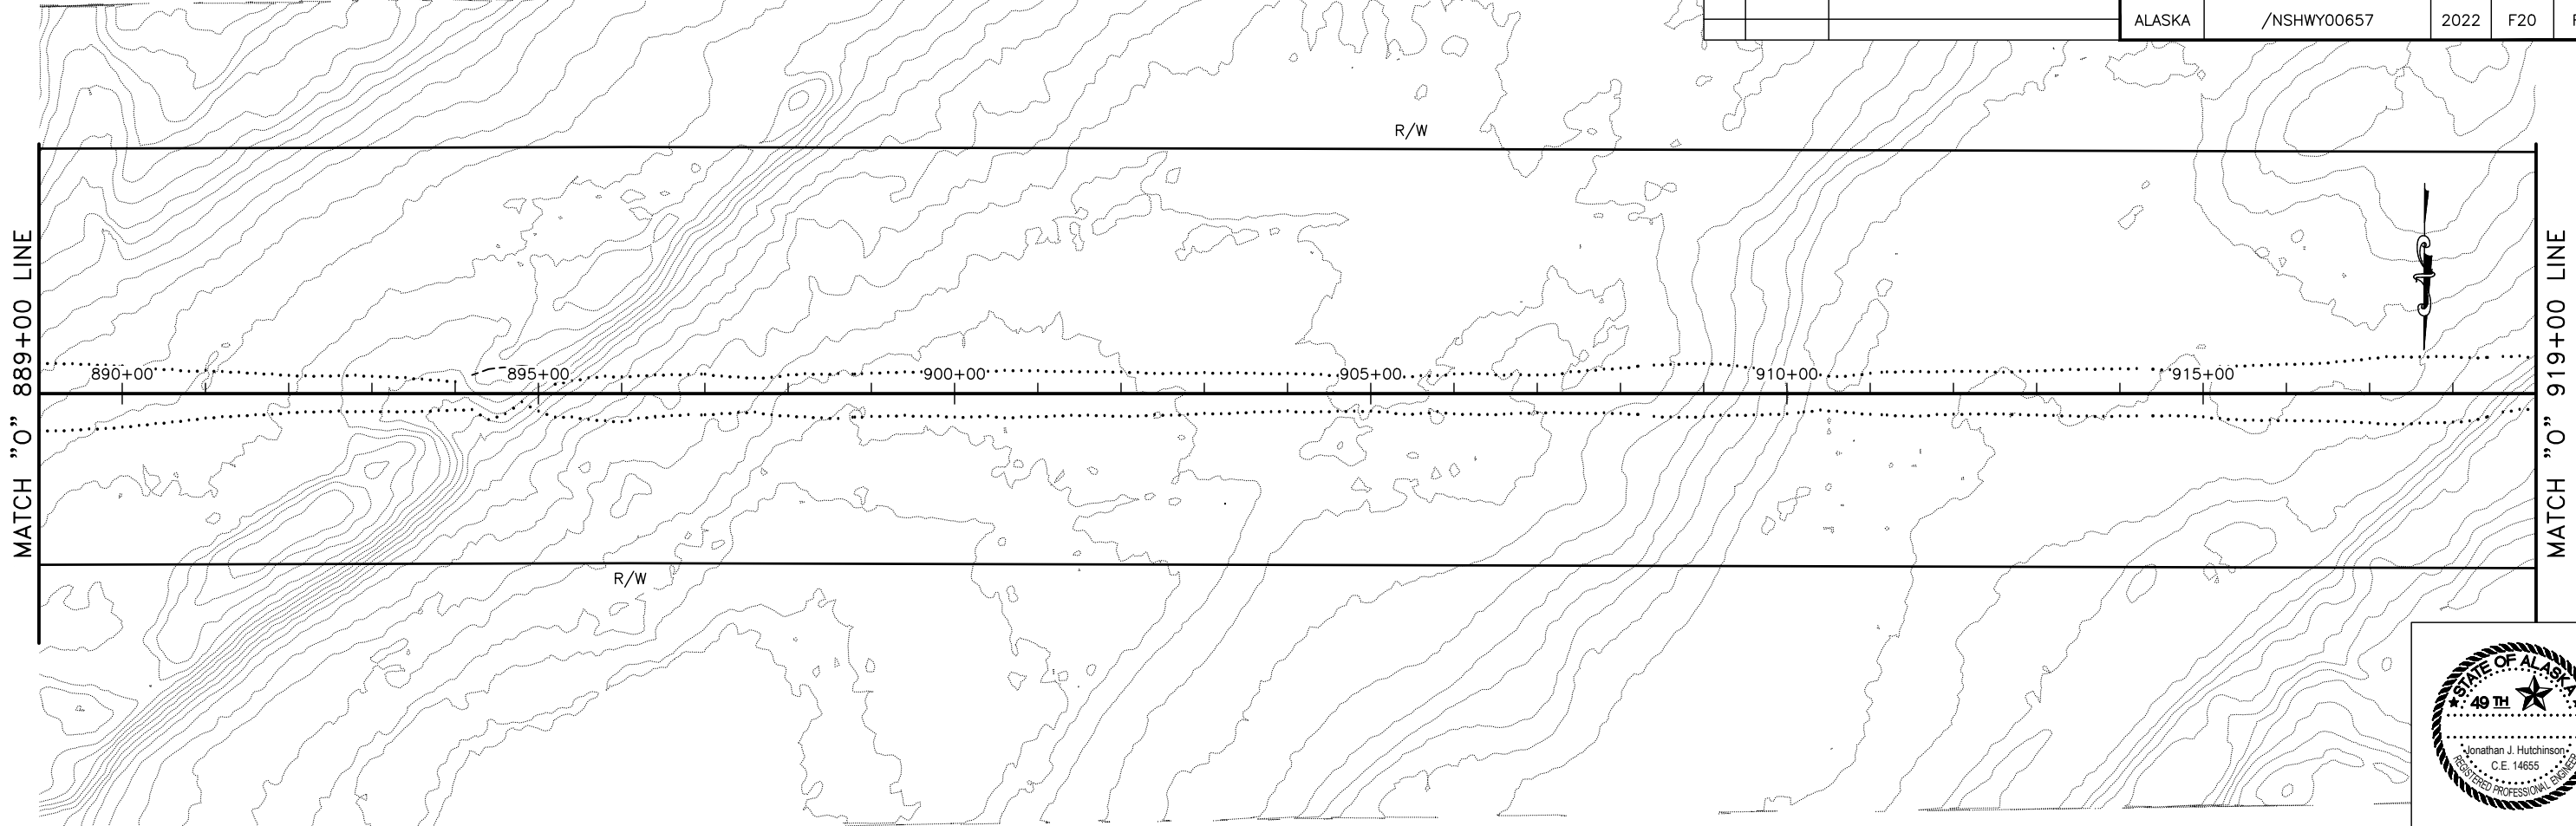 ALASKA /NSHWY00657 2022 F20
R/W
MATCH "O" 889+00 LINE
890+00 895+00 900+00 905+00 910+00 915+00
MATCH "O" 919+00 LINE
R/W
STATE OF ALASKA
49 TH
Jonathan J. Hutchinson
C.E. 14655
REGISTERED PROFESSIONAL ENGINEER